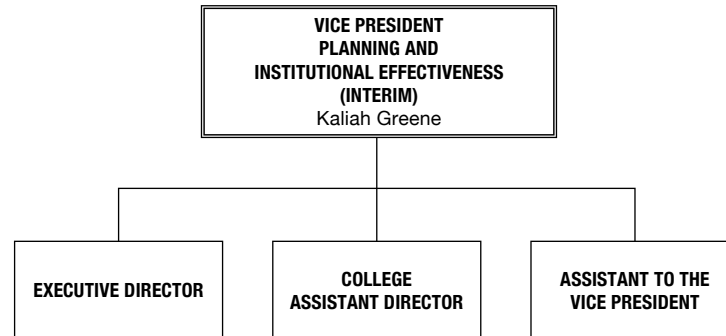 VICE PRESIDENT
PLANNING AND
INSTITUTIONAL EFFECTIVENESS
(INTERIM)
Kaliah Greene
EXECUTIVE DIRECTOR
COLLEGE
ASSISTANT DIRECTOR
ASSISTANT TO THE
VICE PRESIDENT